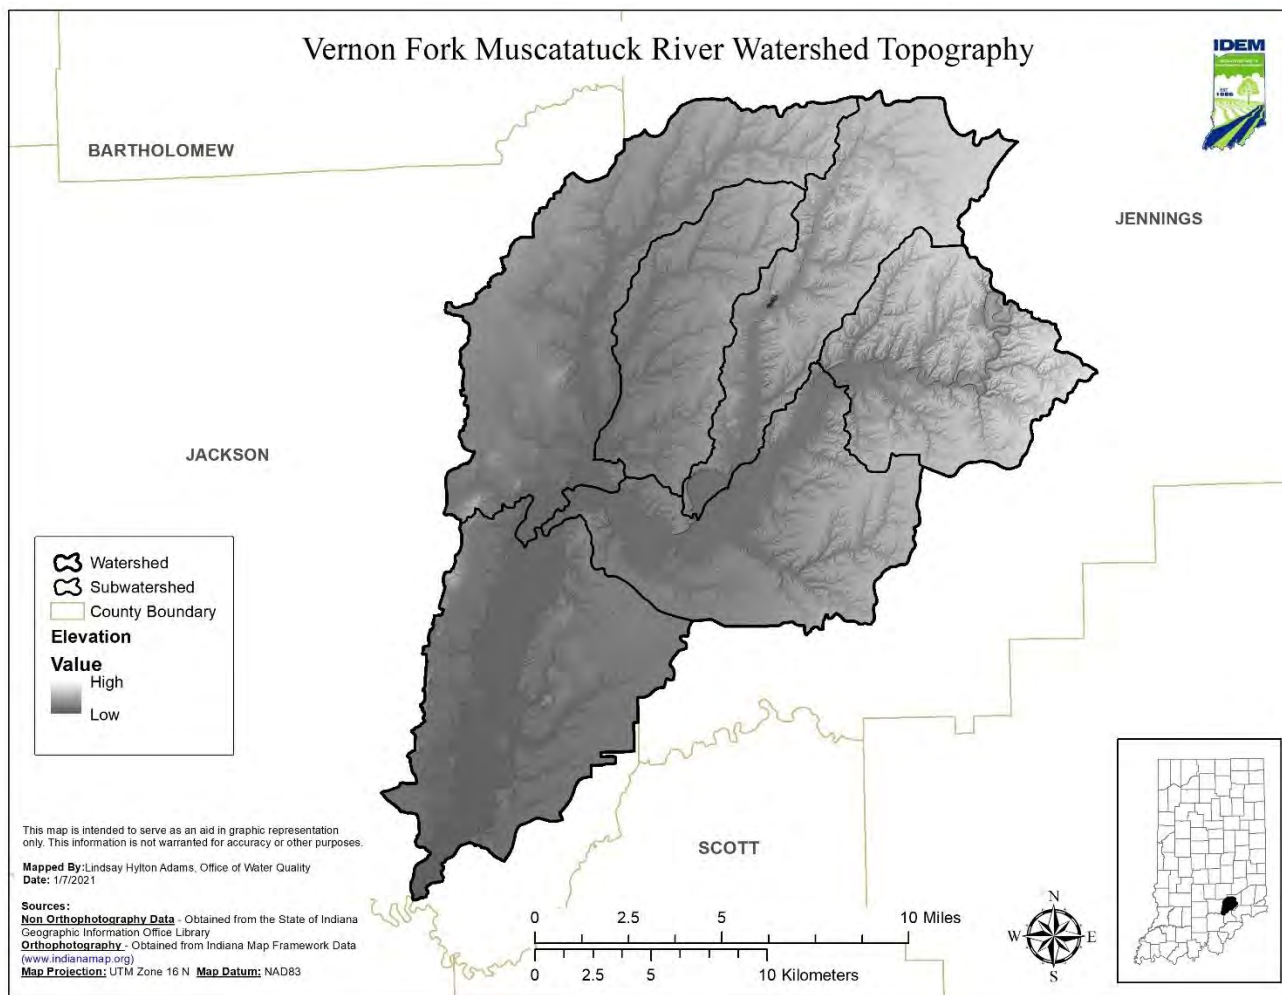 Vernon Fork Muscatatuck River Watershed Topography
IDEM
EST.
1986
BARTHOLOMEW
JENNINGS
JACKSON
SCOTT
Watershed
Subwatershed
County Boundary
Elevation
Value
High
Low
This map is intended to serve as an aid in graphic representation
only. This information is not warranted for accuracy or other purposes.
Mapped By:Lindsay Hylton Adams, Office of Water Quality
Date: 1/7/2021
Sources:
Non Orthophotography Data - Obtained from the State of Indiana
Geographic Information Office Library
Orthophotography - Obtained from Indiana Map Framework Data
(www.indianamap.org)
Map Projection: UTM Zone 16 N Map Datum: NAD83
0 2.5 5 10 Miles
0 2.5 5 10 Kilometers
N
W E
S